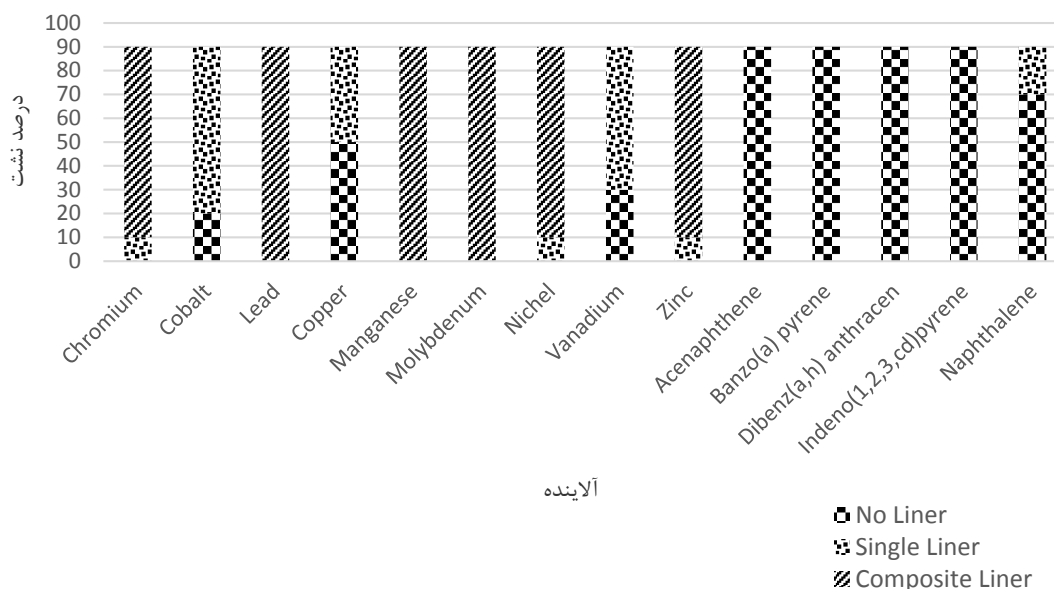 100
90
80
70
60
50
40
30
20
10
0
درصد نشت
Chromium
Cobalt
Lead
Copper
Manganese
Molybdenum
Nichel
Vanadium
Zinc
Acenaphthene
Banzo(a) pyrene
Dibenz(a,h) anthracen
Indeno(1,2,3,cd)pyrene
Naphthalene
آلاینده
No Liner
Single Liner
Composite Liner